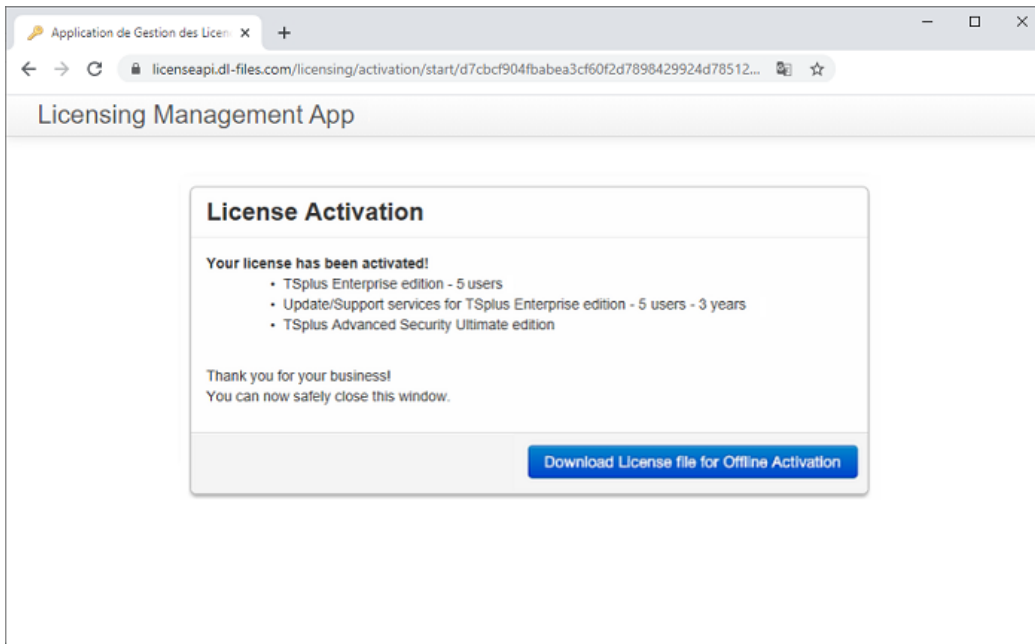 Application de Gestion des Licen
licenseapi.dl-files.com/licensing/activation/start/d7cbcf904fbabea3cf60f2d7898429924d78512...
Licensing Management App
License Activation
Your license has been activated!
• TSplus Enterprise edition - 5 users
• Update/Support services for TSplus Enterprise edition - 5 users - 3 years
• TSplus Advanced Security Ultimate edition
Thank you for your business!
You can now safely close this window.
Download License file for Offline Activation